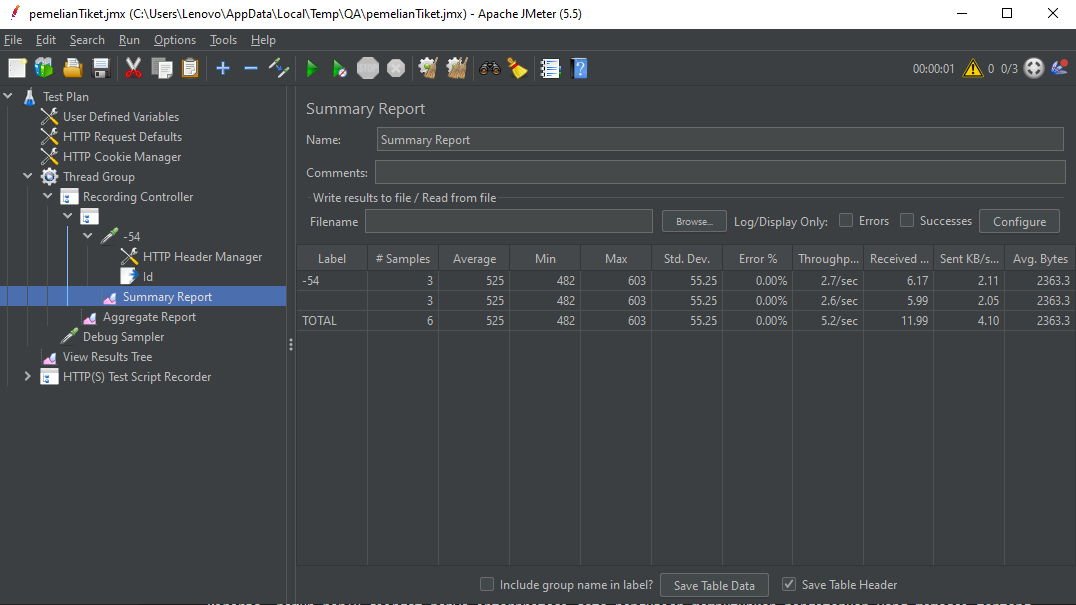 pemelianTiket.jmx (C:\Users\Lenovo\AppData\Local\Temp\QA\pemelianTiket.jmx) - Apache JMeter (5.5)
File Edit Search Run Options Tools Help
00:00:01 0 0/3
Test Plan
User Defined Variables
HTTP Request Defaults
HTTP Cookie Manager
Thread Group
Recording Controller
-54
HTTP Header Manager
Id
Summary Report
Aggregate Report
Debug Sampler
View Results Tree
HTTP(S) Test Script Recorder
Summary Report
Name: Summary Report
Comments:
Write results to file / Read from file
Filename Browse... Log/Display Only: Errors Successes Configure
Label # Samples Average Min Max Std. Dev. Error % Throughp... Received ... Sent KB/s... Avg. Bytes
-54 3 525 482 603 55.25 0.00% 2.7/sec 6.17 2.11 2363.3
3 525 482 603 55.25 0.00% 2.6/sec 5.99 2.05 2363.3
TOTAL 6 525 482 603 55.25 0.00% 5.2/sec 11.99 4.10 2363.3
Include group name in label? Save Table Data Save Table Header